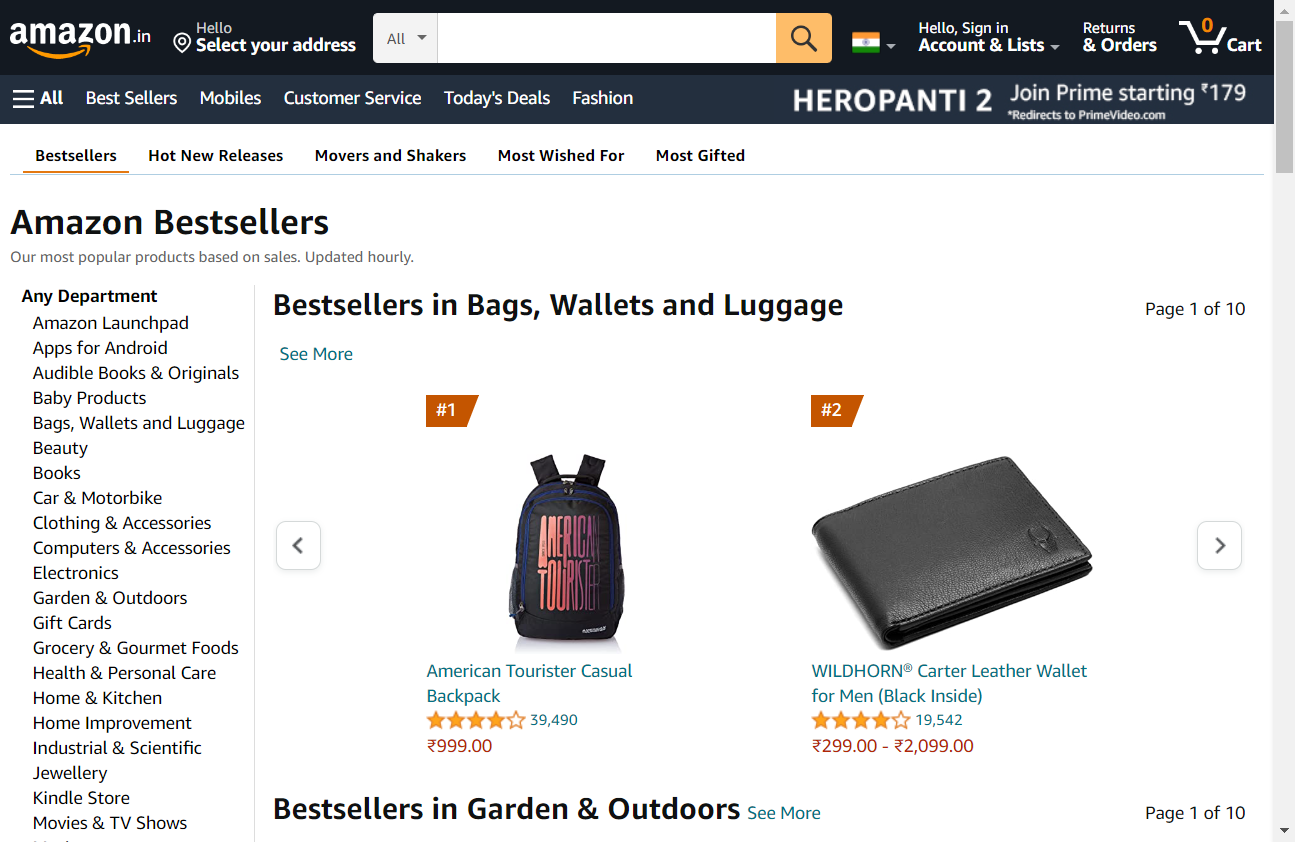 amazon.in
Hello
Select your address
All
Hello, Sign in
Account & Lists
Returns
& Orders
0
Cart
All
Best Sellers
Mobiles
Customer Service
Today's Deals
Fashion
HEROPANTI 2
Join Prime starting ₹179
*Redirects to PrimeVideo.com
Bestsellers
Hot New Releases
Movers and Shakers
Most Wished For
Most Gifted
Amazon Bestsellers
Our most popular products based on sales. Updated hourly.
Any Department
Amazon Launchpad
Apps for Android
Audible Books & Originals
Baby Products
Bags, Wallets and Luggage
Beauty
Books
Car & Motorbike
Clothing & Accessories
Computers & Accessories
Electronics
Garden & Outdoors
Gift Cards
Grocery & Gourmet Foods
Health & Personal Care
Home & Kitchen
Home Improvement
Industrial & Scientific
Jewellery
Kindle Store
Movies & TV Shows
Bestsellers in Bags, Wallets and Luggage
Page 1 of 10
See More
#1
AMERICAN
TOURISTER
American Tourister Casual
Backpack
39,490
₹999.00
#2
WILDHORN® Carter Leather Wallet
for Men (Black Inside)
19,542
₹299.00 - ₹2,099.00
Bestsellers in Garden & Outdoors
See More
Page 1 of 10